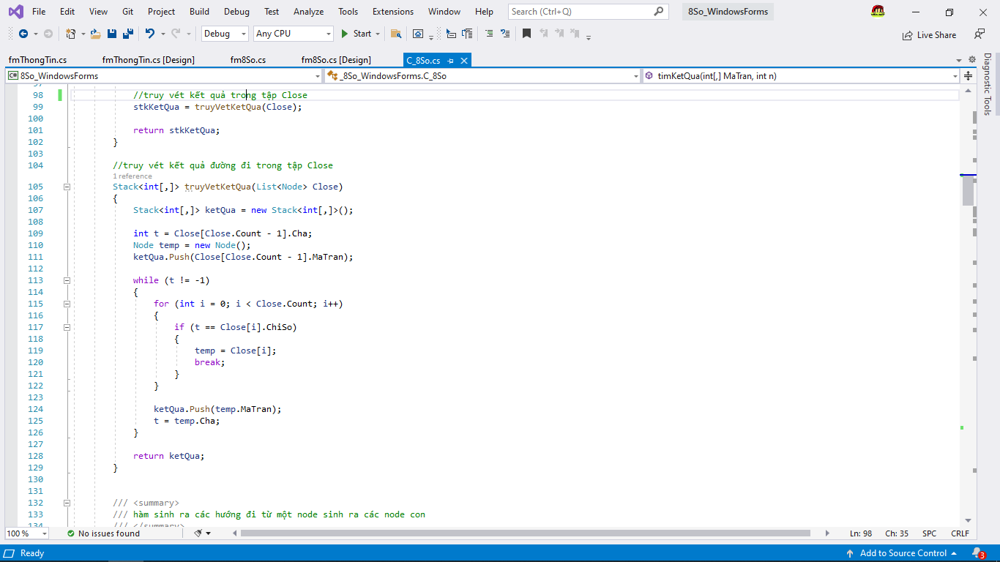 File Edit View Git Project Build Debug Test Analyze Tools Extensions Window Help Search (Ctrl+Q) 8So_WindowsForms
Debug Any CPU Start Live Share
fmThongTin.cs fmThongTin.cs [Design] fm8So.cs fm8So.cs [Design] C_8So.cs
C# 8So_WindowsForms _8So_WindowsForms.C_8So timKetQua(int[,] MaTran, int n)
Diagnostic Tools
97
98 //truy vét kết quả trong tập Close
99 stkKetQua = truyVetKetQua(Close);
100
101 return stkKetQua;
102 }
103
104 //truy vét kết quả đường đi trong tập Close
1 reference
105 Stack<int[,]> truyVetKetQua(List<Node> Close)
106 {
107 Stack<int[,]> ketQua = new Stack<int[,]>();
108
109 int t = Close[Close.Count - 1].Cha;
110 Node temp = new Node();
111 ketQua.Push(Close[Close.Count - 1].MaTran);
112
113 while (t != -1)
114 {
115 for (int i = 0; i < Close.Count; i++)
116 {
117 if (t == Close[i].ChiSo)
118 {
119 temp = Close[i];
120 break;
121 }
122 }
123
124 ketQua.Push(temp.MaTran);
125 t = temp.Cha;
126 }
127
128 return ketQua;
129 }
130
131
132 /// <summary>
133 /// hàm sinh ra các hướng đi từ một node sinh ra các node con
134 /// </summary>
100 % No issues found Ln: 98 Ch: 35 SPC CRLF
Ready Add to Source Control 3